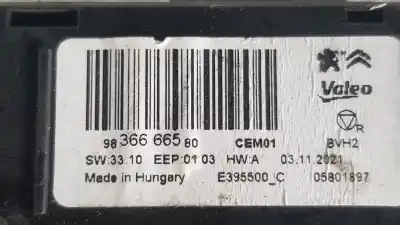 Valeo
R
98 366 665 80 CEM01 BVH2
SW:33.10 EEP:01 03 HW:A 03.11.2021
Made in Hungary E395500_C 05801897